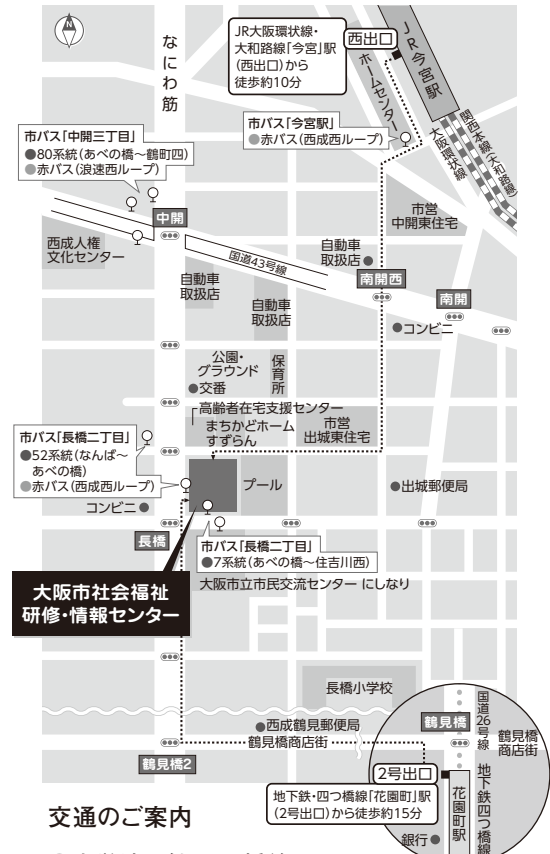 N
なにわ筋
JR大阪環状線・
大和路線「今宮」駅
（西出口）から
徒歩約10分
西出口
JR今宮駅
ホームセンター
市バス「今宮駅」
●赤バス（西成西ループ）
大阪環状線
関西本線（大和路線）
市バス「中開三丁目」
●80系統（あべの橋〜鶴町四）
●赤バス（浪速西ループ）
中開
西成人権
文化センター
国道43号線
市営
中開東住宅
自動車
取扱店
南開西
南開
●コンビニ
自動車
取扱店
自動車
取扱店
公園・
グラウンド
●交番
保育所
高齢者在宅支援センター
まちかどホーム
すずらん
市営
出城東住宅
市バス「長橋二丁目」
●52系統（なんば〜
あべの橋）
●赤バス（西成西ループ）
コンビニ●
プール
●出城郵便局
長橋
市バス「長橋二丁目」
●7系統（あべの橋〜住吉川西）
大阪市立市民交流センター にしなり
大阪市社会福祉
研修・情報センター
長橋小学校
●西成鶴見郵便局
鶴見橋商店街
鶴見橋2
鶴見橋
国道26号線
鶴見橋
商店街
2号出口
地下鉄・四つ橋線「花園町」駅
（2号出口）から徒歩約15分
花園町駅
地下鉄四つ橋線
銀行●
交通のご案内